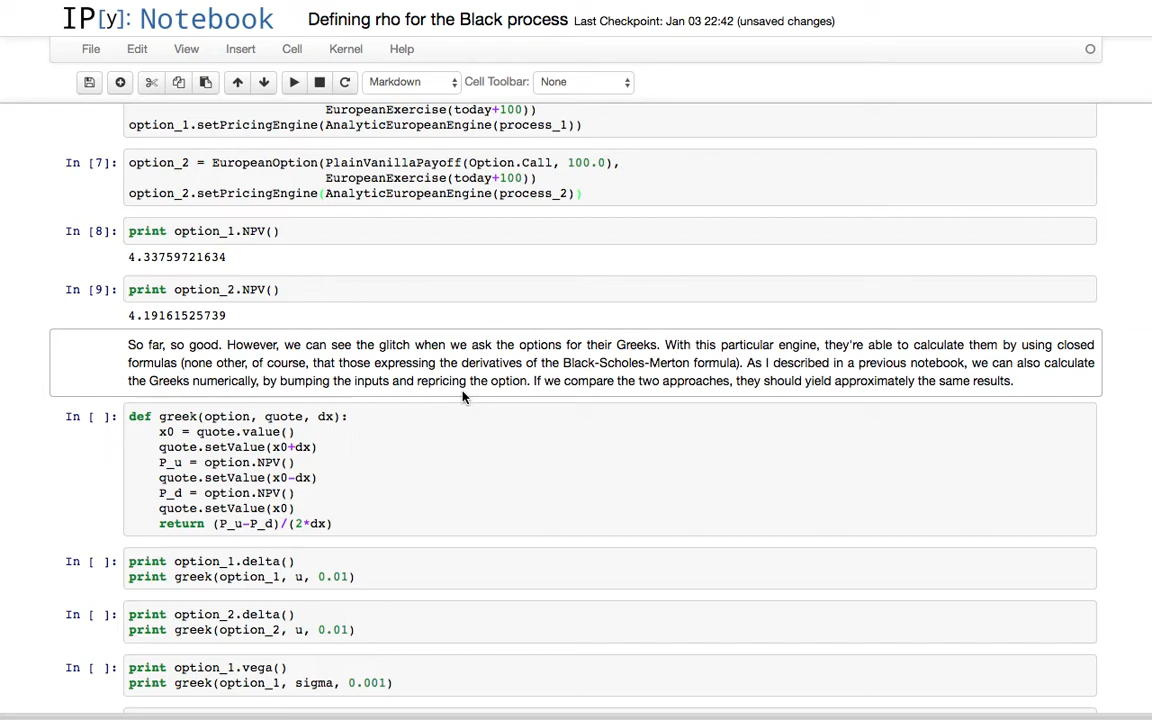 IP[y]: Notebook Defining rho for the Black process Last Checkpoint: Jan 03 22:42 (unsaved changes)
File Edit View Insert Cell Kernel Help
Markdown Cell Toolbar: None
EuropeanExercise(today+100))
option_1.setPricingEngine(AnalyticEuropeanEngine(process_1))
In [7]: option_2 = EuropeanOption(PlainVanillaPayoff(Option.Call, 100.0),
EuropeanExercise(today+100))
option_2.setPricingEngine(AnalyticEuropeanEngine(process_2))
In [8]: print option_1.NPV()
4.33759721634
In [9]: print option_2.NPV()
4.19161525739
So far, so good. However, we can see the glitch when we ask the options for their Greeks. With this particular engine, they're able to calculate them by using closed
formulas (none other, of course, that those expressing the derivatives of the Black-Scholes-Merton formula). As I described in a previous notebook, we can also calculate
the Greeks numerically, by bumping the inputs and repricing the option. If we compare the two approaches, they should yield approximately the same results.
In [ ]: def greek(option, quote, dx):
x0 = quote.value()
quote.setValue(x0+dx)
P_u = option.NPV()
quote.setValue(x0-dx)
P_d = option.NPV()
quote.setValue(x0)
return (P_u-P_d)/(2*dx)
In [ ]: print option_1.delta()
print greek(option_1, u, 0.01)
In [ ]: print option_2.delta()
print greek(option_2, u, 0.01)
In [ ]: print option_1.vega()
print greek(option_1, sigma, 0.001)